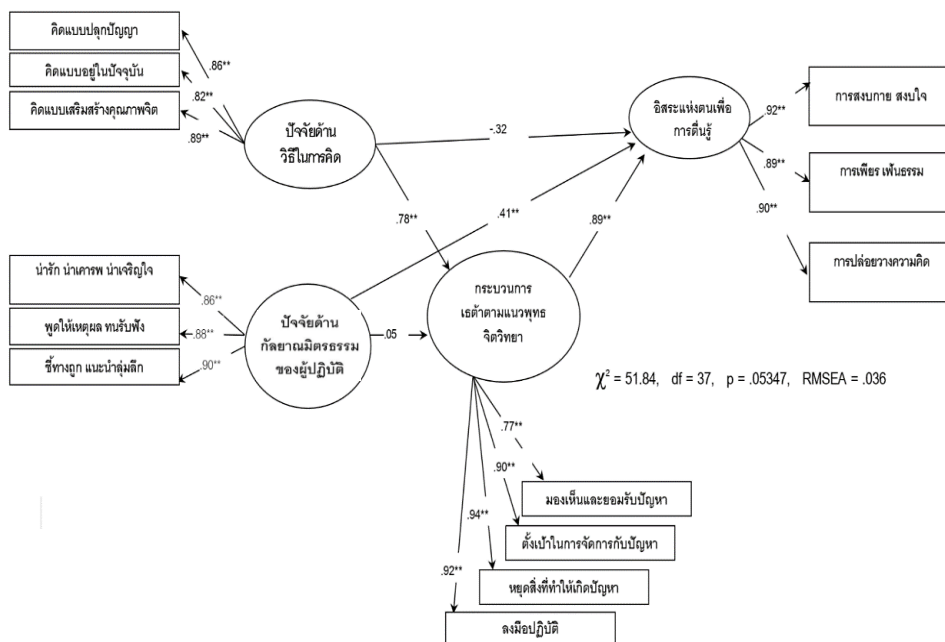 คิดแบบปลุกปัญญา
คิดแบบอยู่ในปัจจุบัน
คิดแบบเสริมสร้างคุณภาพจิต
.86**
.82**
.89**
ปัจจัยด้าน
วิธีในการคิด
-.32
.78**
อิสระแห่งตนเพื่อ
การตื่นรู้
.92**
.89**
.90**
การสงบกาย สงบใจ
การเพียร เฟ้นธรรม
การปล่อยวางความคิด
น่ารัก น่าเคารพ น่าเจริญใจ
พูดให้เหตุผล ทนรับฟัง
ชี้ทางถูก แนะนำลุ่มลึก
.86**
.88**
.90**
ปัจจัยด้าน
กัลยาณมิตรธรรม
ของผู้ปฏิบัติ
.41**
.05
กระบวนการ
เธต้าตามแนวพุทธ
จิตวิทยา
.89**
χ² = 51.84, df = 37, p = .05347, RMSEA = .036
.77**
.90**
.94**
.92**
มองเห็นและยอมรับปัญหา
ตั้งเป้าในการจัดการกับปัญหา
หยุดสิ่งที่ทำให้เกิดปัญหา
ลงมือปฏิบัติ